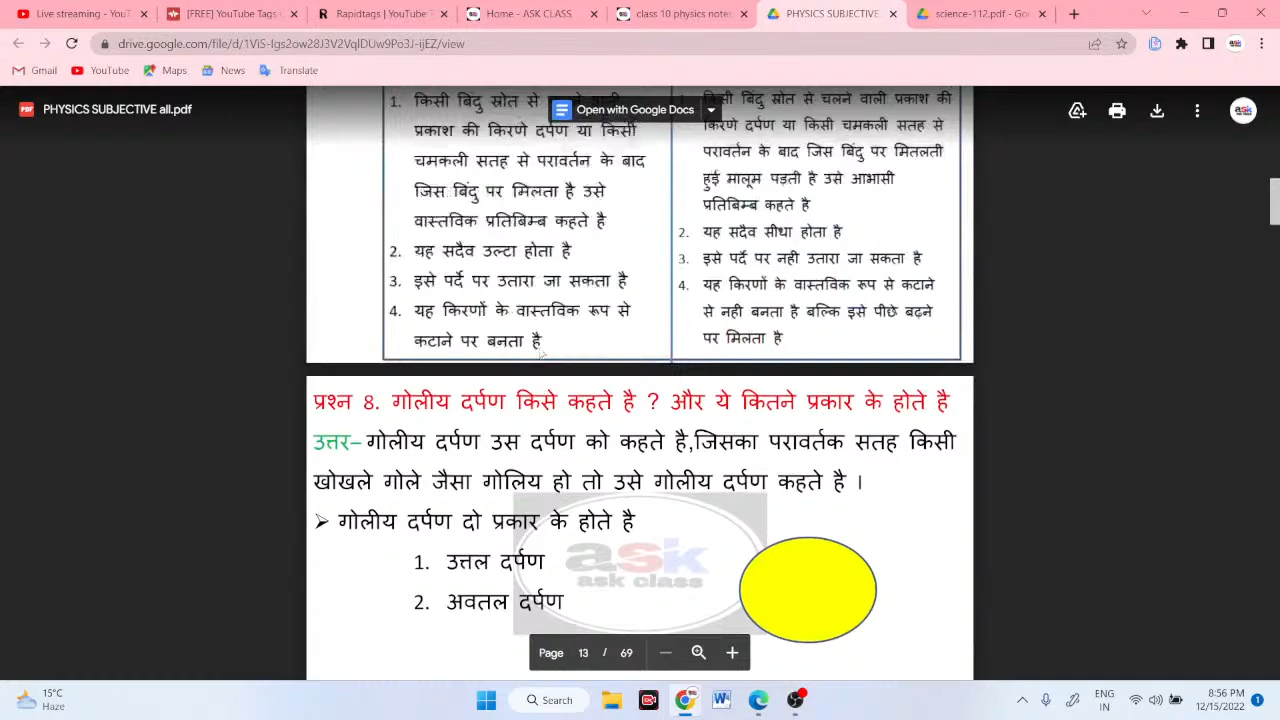 Live streaming - YouT
[FREE] YouTube Tags
Rapidtags | YouTube T
Home - ASK CLASS
class 10 physics notes
PHYSICS SUBJECTIVE
science-112.pdf - Goo
drive.google.com/file/d/1ViS-Igs2ow28J3V2VqIDUw9Po3J-ijEZ/view
Gmail YouTube Maps News Translate
PHYSICS SUBJECTIVE all.pdf
Open with Google Docs
ask
1. किसी बिंदु स्रोत से
प्रकाश की किरणे दर्पण या किसी
चमकली सतह से परावर्तन के बाद
जिस बिंदु पर मिलता है उसे
वास्तविक प्रतिबिम्ब कहते है
2. यह सदैव उल्टा होता है
3. इसे पर्दे पर उतारा जा सकता है
4. यह किरणों के वास्तविक रूप से
कटाने पर बनता है
किसी बिंदु स्रोत से चलने वाली प्रकाश की
किरणे दर्पण या किसी चमकली सतह से
परावर्तन के बाद जिस बिंदु पर मितलती
हुई मालूम पड़ती है उसे आभासी
प्रतिबिम्ब कहते है
2. यह सदैव सीधा होता है
3. इसे पर्दे पर नही उतारा जा सकता है
4. यह किरणों के वास्तविक रूप से कटाने
से नही बनता है बल्कि इसे पीछे बढ़ने
पर मिलता है
प्रश्न 8. गोलीय दर्पण किसे कहते है ? और ये कितने प्रकार के होते है
उत्तर– गोलीय दर्पण उस दर्पण को कहते है,जिसका परावर्तक सतह किसी
खोखले गोले जैसा गोलिय हो तो उसे गोलीय दर्पण कहते है ।
➢ गोलीय दर्पण दो प्रकार के होते है
1. उत्तल दर्पण
2. अवतल दर्पण
ask
ask class
Page 13 / 69
15°C
Haze
Search
ENG
IN
8:56 PM
12/15/2022
1